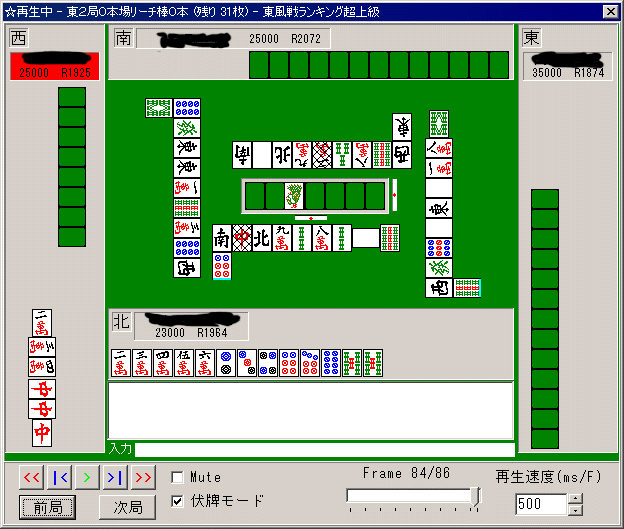 ☆再生中 - 東2局0本場リーチ棒0本 (残り 31枚) - 東風戦ランキング超上級
西
25000 R1825
南
25000 R2072
東
35000 R1874
北
23000 R1964
入力
<< |< > >| >>
前局 次局
Mute
伏牌モード
Frame 84/86
再生速度(ms/F)
500